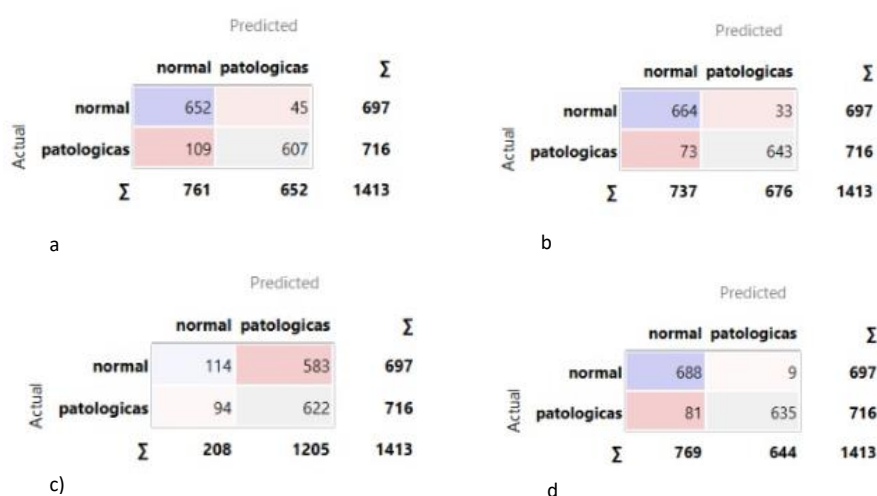 Predicted
normal patologicas Σ
Actual
normal 652 45 697
patologicas 109 607 716
Σ 761 652 1413
a
Predicted
normal patologicas Σ
Actual
normal 664 33 697
patologicas 73 643 716
Σ 737 676 1413
b
Predicted
normal patologicas Σ
Actual
normal 114 583 697
patologicas 94 622 716
Σ 208 1205 1413
c)
Predicted
normal patologicas Σ
Actual
normal 688 9 697
patologicas 81 635 716
Σ 769 644 1413
d